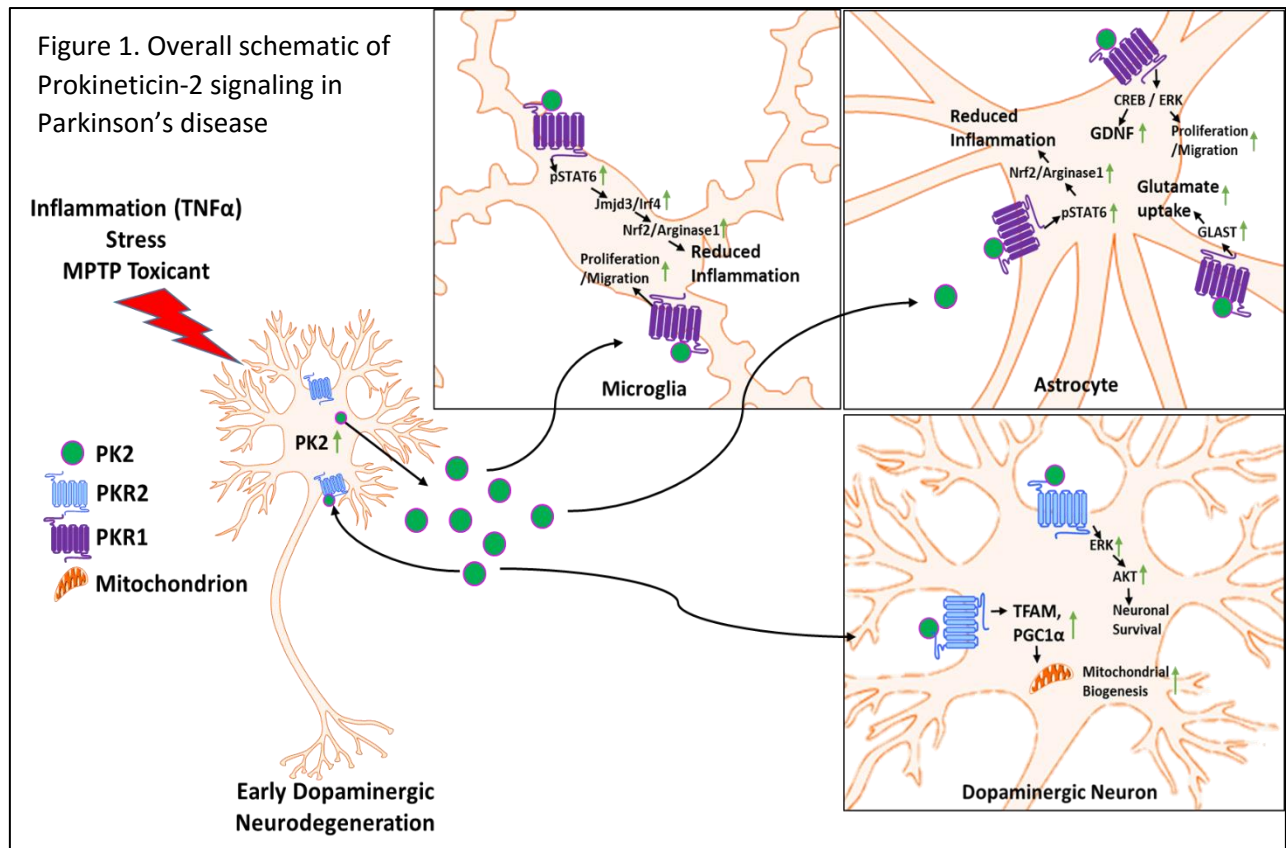 Figure 1. Overall schematic of
Prokineticin-2 signaling in
Parkinson's disease
Inflammation (TNFα)
Stress
MPTP Toxicant
PK2
PK2
PKR2
PKR1
Mitochondrion
Early Dopaminergic
Neurodegeneration
pSTAT6
Jmjd3/Irf4
Nrf2/Arginase1
Reduced
Inflammation
Proliferation
/Migration
Microglia
CREB / ERK
GDNF
Proliferation
/Migration
Reduced
Inflammation
Nrf2/Arginase1
pSTAT6
Glutamate
uptake
GLAST
Astrocyte
ERK
AKT
Neuronal
Survival
TFAM,
PGC1α
Mitochondrial
Biogenesis
Dopaminergic Neuron